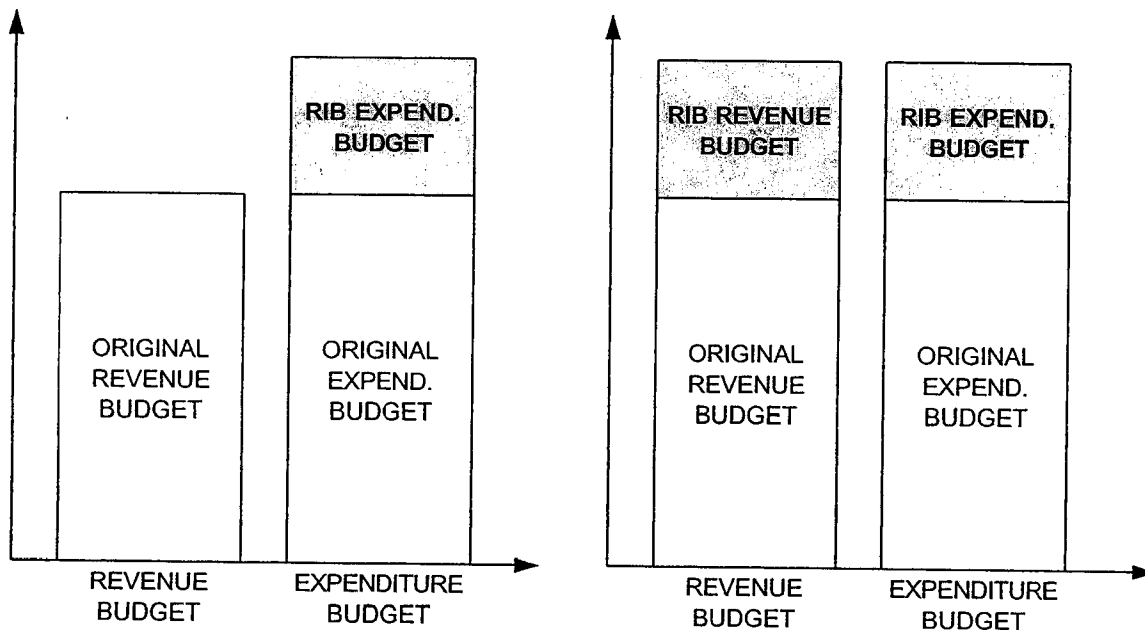 RIB EXPEND.
BUDGET
ORIGINAL
REVENUE
BUDGET
ORIGINAL
EXPEND.
BUDGET
REVENUE
BUDGET
EXPENDITURE
BUDGET
RIB REVENUE
BUDGET
RIB EXPEND.
BUDGET
ORIGINAL
REVENUE
BUDGET
ORIGINAL
EXPEND.
BUDGET
REVENUE
BUDGET
EXPENDITURE
BUDGET